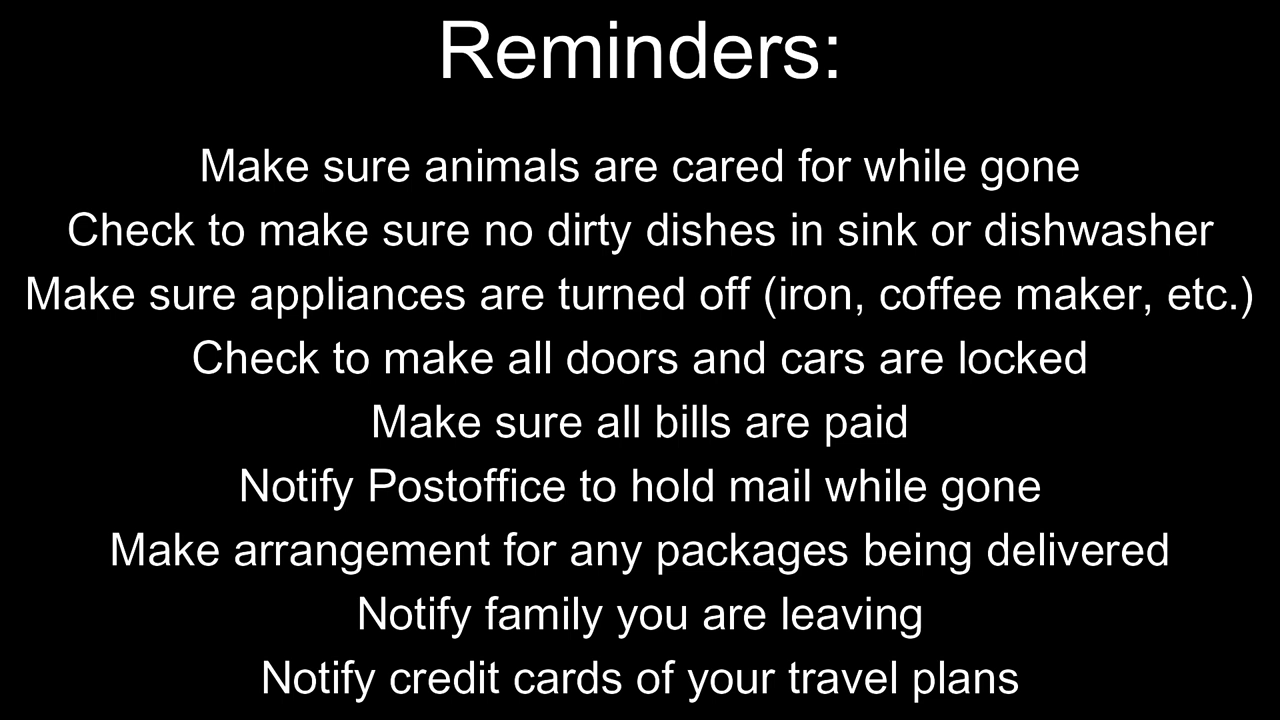 Reminders:
Make sure animals are cared for while gone
Check to make sure no dirty dishes in sink or dishwasher
Make sure appliances are turned off (iron, coffee maker, etc.)
Check to make all doors and cars are locked
Make sure all bills are paid
Notify Postoffice to hold mail while gone
Make arrangement for any packages being delivered
Notify family you are leaving
Notify credit cards of your travel plans